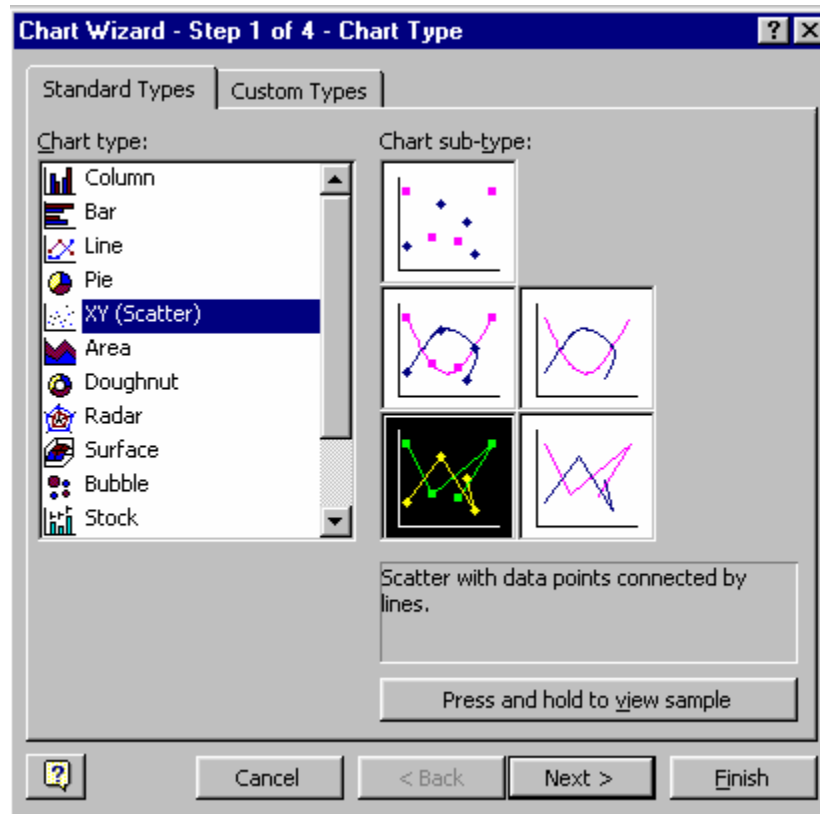 Chart Wizard - Step 1 of 4 - Chart Type
Standard Types
Custom Types
Chart type:
Column
Bar
Line
Pie
XY (Scatter)
Area
Doughnut
Radar
Surface
Bubble
Stock
Chart sub-type:
Scatter with data points connected by
lines.
Press and hold to view sample
Cancel
< Back
Next >
Finish